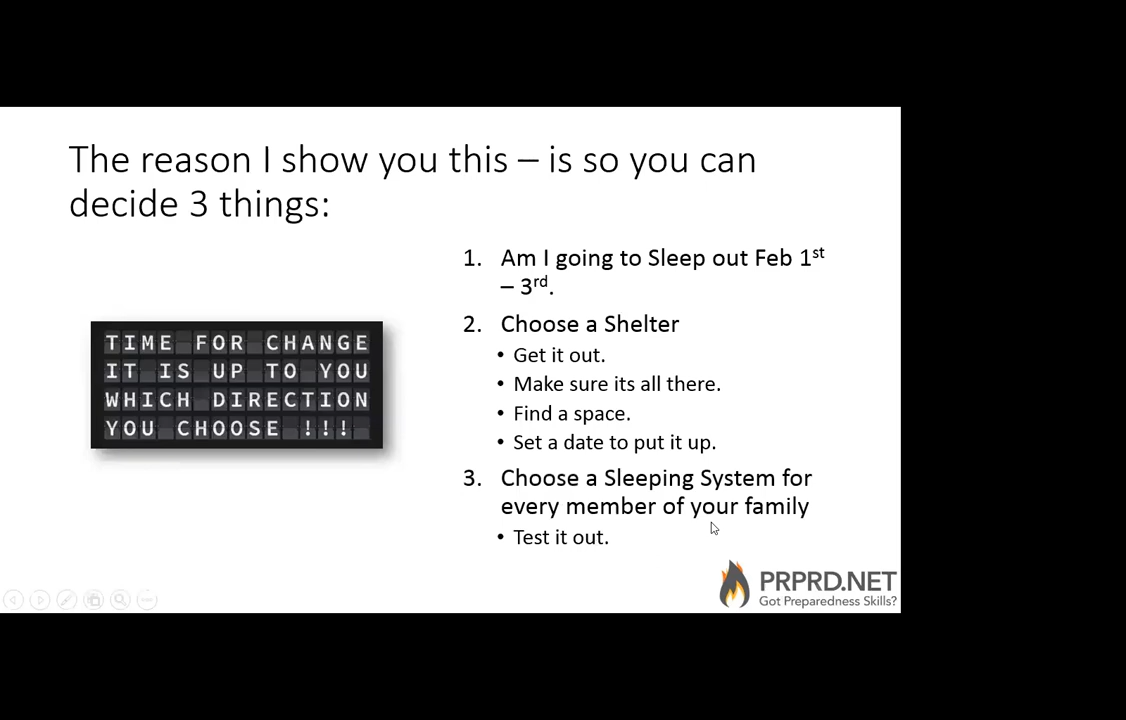 The reason I show you this – is so you can
decide 3 things:
1. Am I going to Sleep out Feb 1st
– 3rd.
2. Choose a Shelter
• Get it out.
• Make sure its all there.
• Find a space.
• Set a date to put it up.
3. Choose a Sleeping System for
every member of your family
• Test it out.
TIME FOR CHANGE
IT IS UP TO YOU
WHICH DIRECTION
YOU CHOOSE !!!
PRPRD.NET
Got Preparedness Skills?